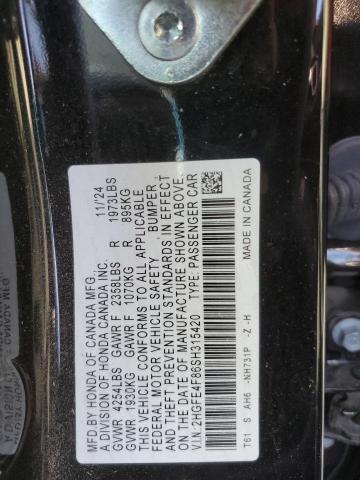 MFD.BY HONDA OF CANADA MFG.,
A DIVISION OF HONDA CANADA INC. 11/'24
GVWR 4254LBS GAWR F 2358LBS R 1973LBS
GVWR 1930KG GAWR F 1070KG R 895KG
THIS VEHICLE CONFORMS TO ALL APPLICABLE
FEDERAL MOTOR VEHICLE SAFETY, BUMPER,
AND THEFT PREVENTION STANDARDS IN EFFECT
ON THE DATE OF MANUFACTURE SHOWN ABOVE.
V.I.N.:2HGFE4F86SH315420 TYPE: PASSENGER CAR
T61 S AH6 -NH731P -Z-H MADE IN CANADA